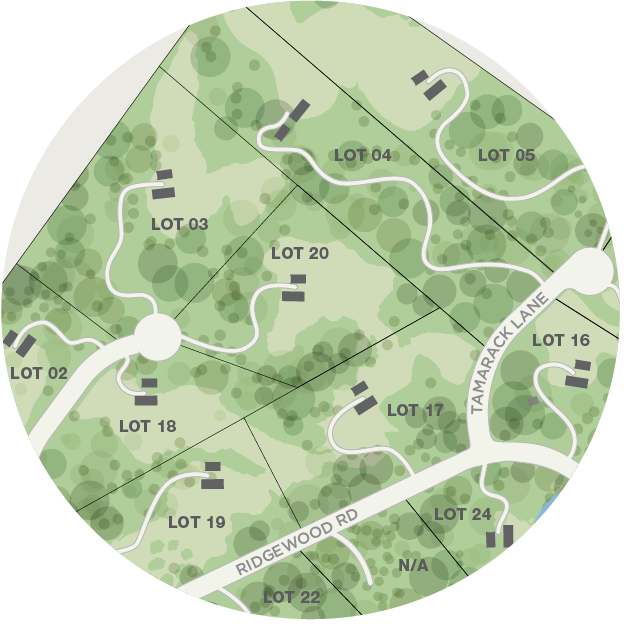 LOT 04
LOT 05
LOT 03
LOT 20
TAMARACK LANE
LOT 16
LOT 02
LOT 17
LOT 18
LOT 19
LOT 24
RIDGEWOOD RD
N/A
LOT 22